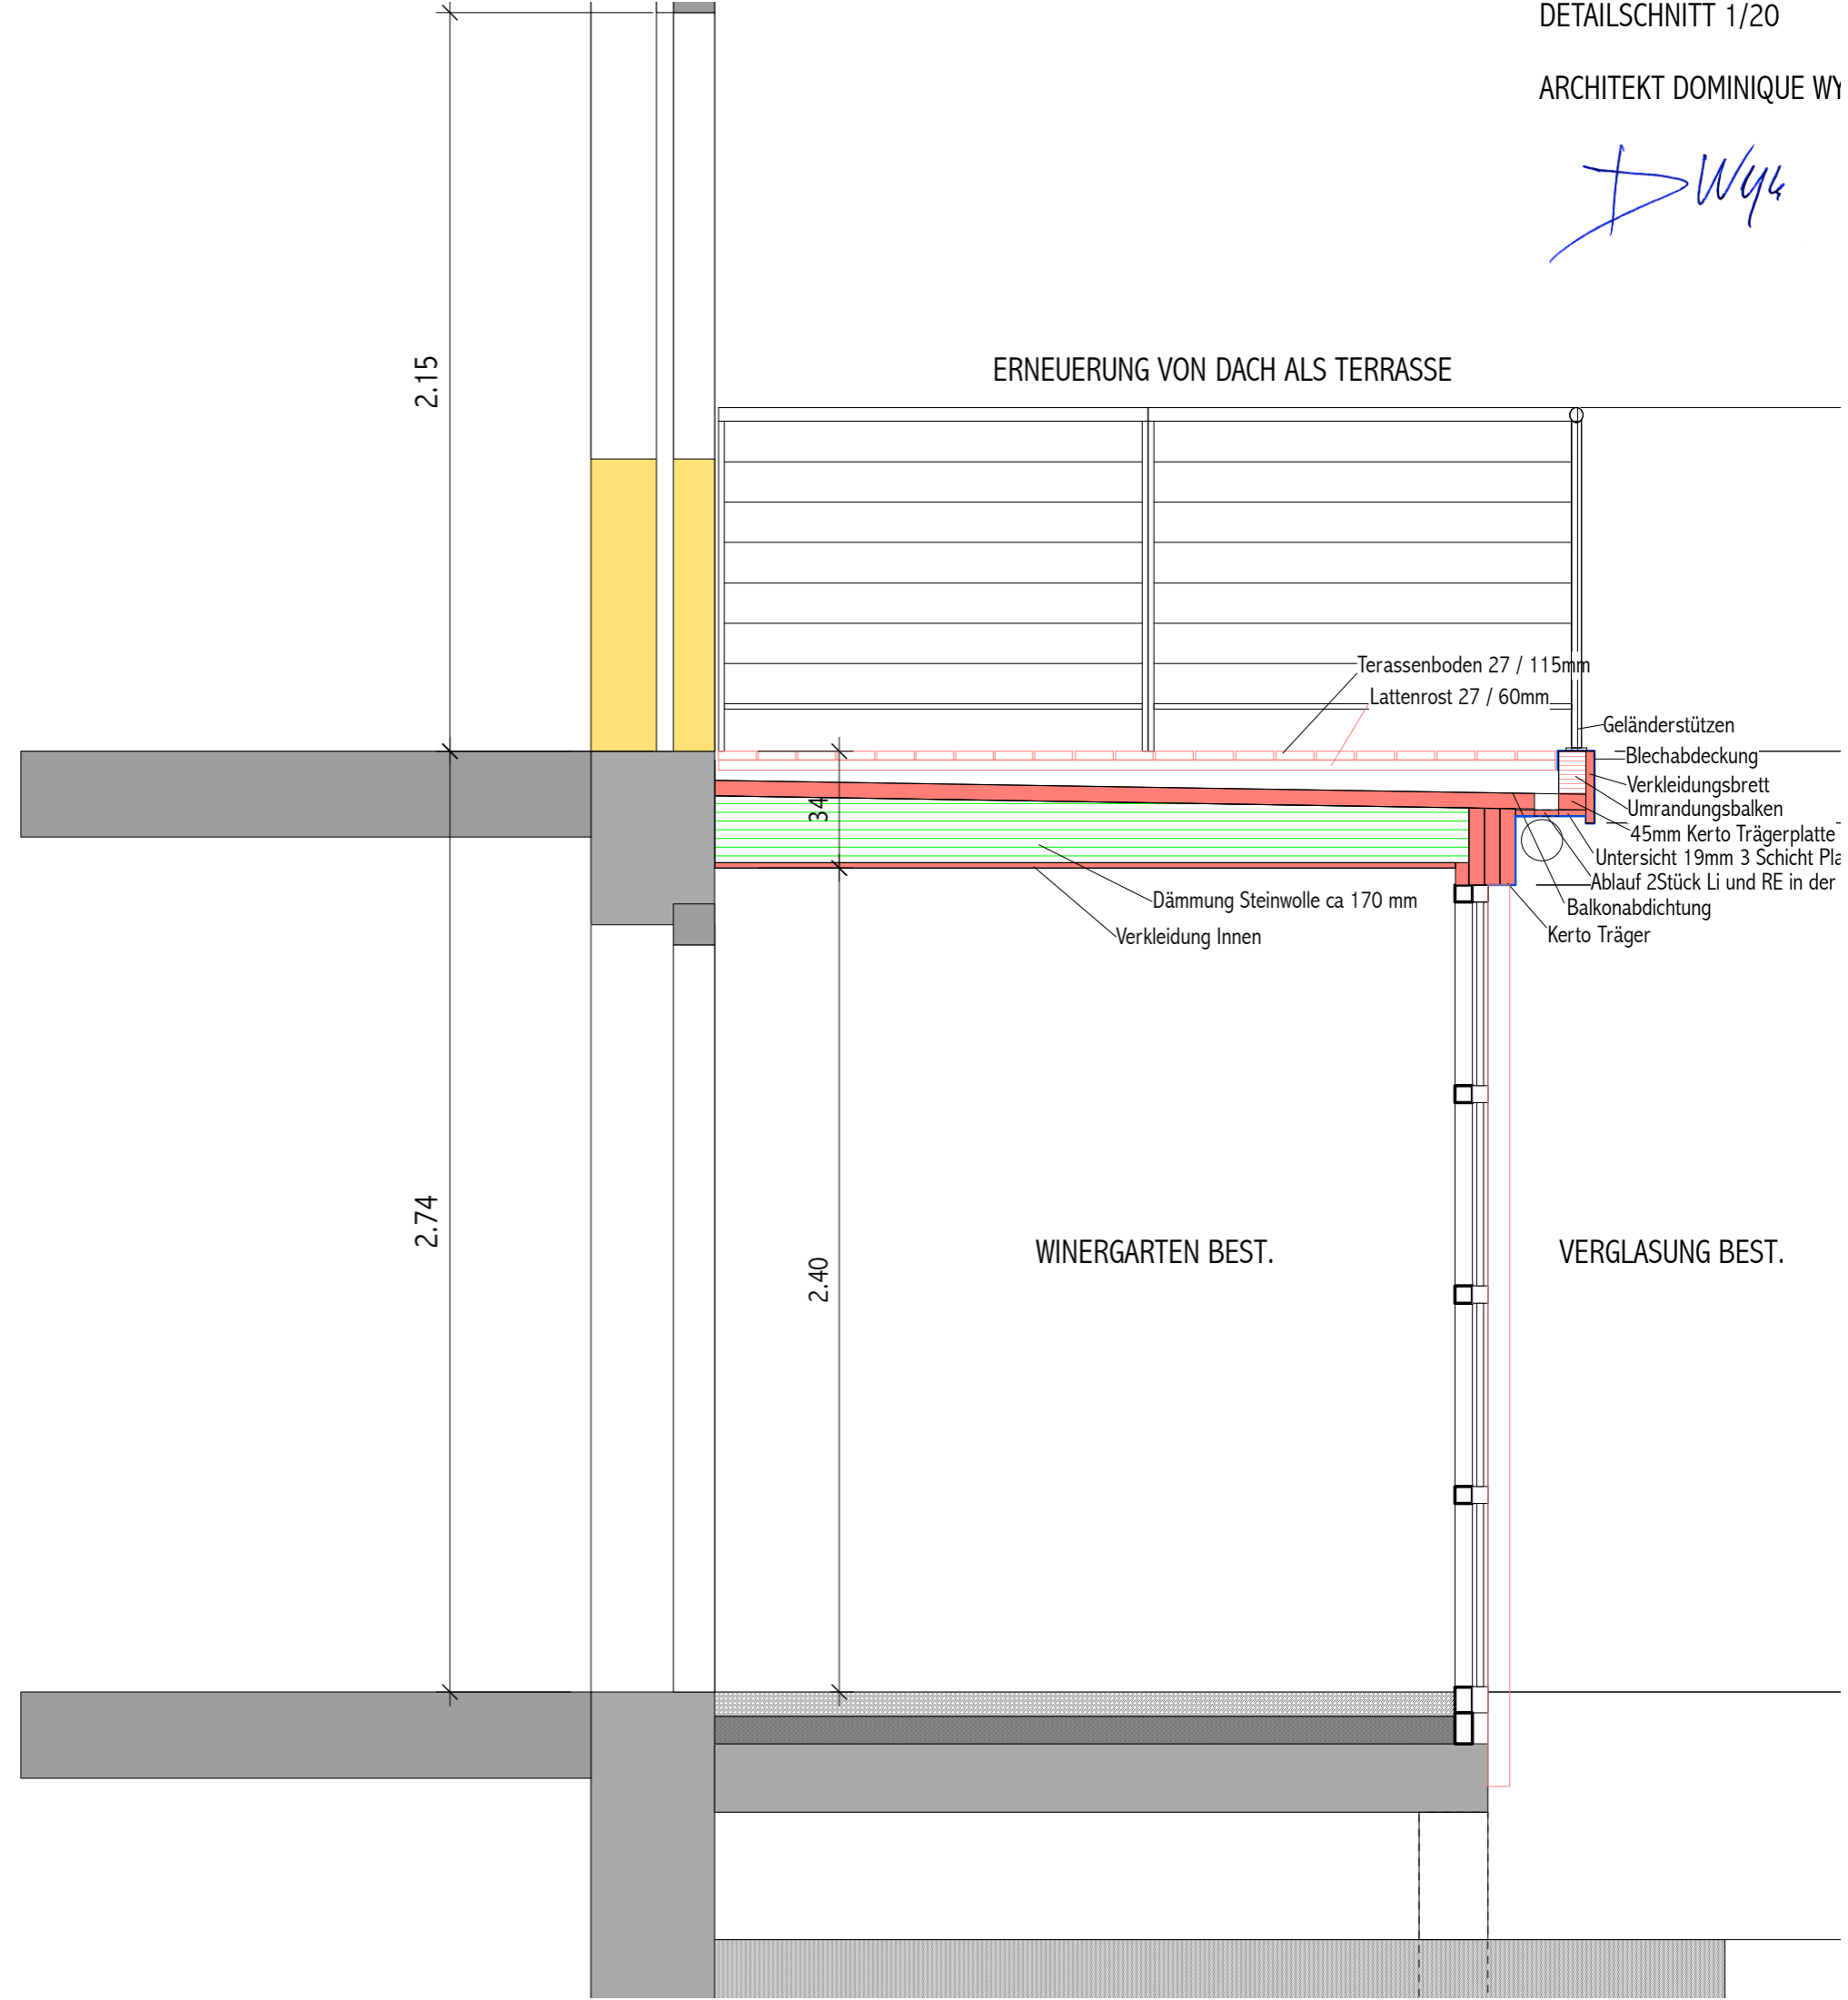 DETAILSCHNITT 1/20
ARCHITEKT DOMINIQUE WY
DWyk
2.15
ERNEUERUNG VON DACH ALS TERRASSE
Terassenboden 27 / 115mm
Lattenrost 27 / 60mm
Geländerstützen
Blechabdeckung
Verkleidungsbrett
Umrandungsbalken
34
45mm Kerto Trägerplatte
Untersicht 19mm 3 Schicht Pla
Ablauf 2Stück Li und RE in der
Dämmung Steinwolle ca 170 mm
Balkonabdichtung
Verkleidung Innen
Kerto Träger
2.74
2.40
WINERGARTEN BEST.
VERGLASUNG BEST.